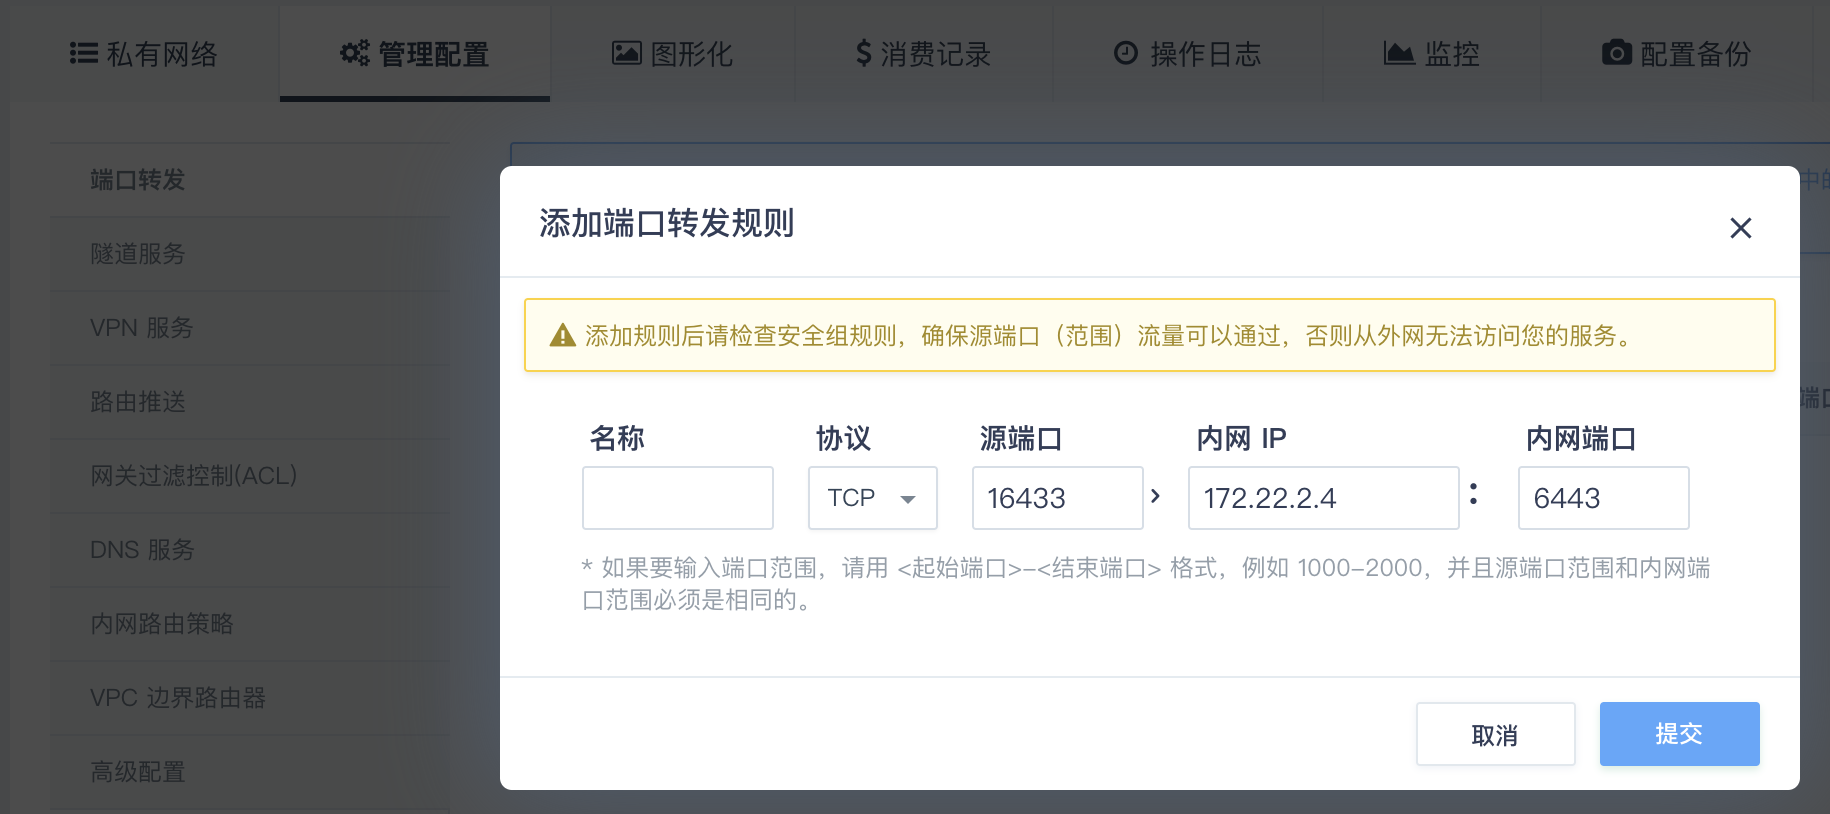 私有网络
管理配置
图形化
消费记录
操作日志
监控
配置备份
端口转发
隧道服务
VPN 服务
路由推送
网关过滤控制(ACL)
DNS 服务
内网路由策略
VPC 边界路由器
高级配置
中的
端口
添加端口转发规则
添加规则后请检查安全组规则，确保源端口（范围）流量可以通过，否则从外网无法访问您的服务。
名称 协议 源端口 内网 IP 内网端口
TCP 16433 › 172.22.2.4 : 6443
* 如果要输入端口范围，请用 <起始端口>-<结束端口> 格式，例如 1000-2000，并且源端口范围和内网端
口范围必须是相同的。
取消 提交